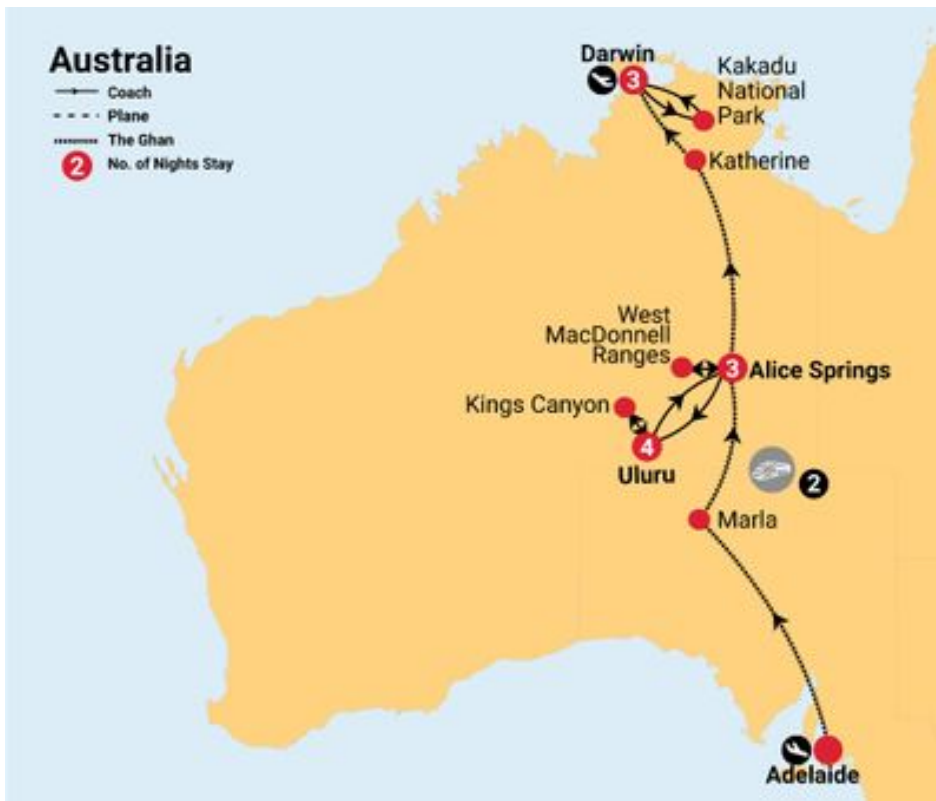 Australia
Coach
Plane
The Ghan
2 No. of Nights Stay
Darwin
3
Kakadu
National
Park
Katherine
West
MacDonnell
Ranges
3 Alice Springs
Kings Canyon
4
Uluru
2
Marla
Adelaide